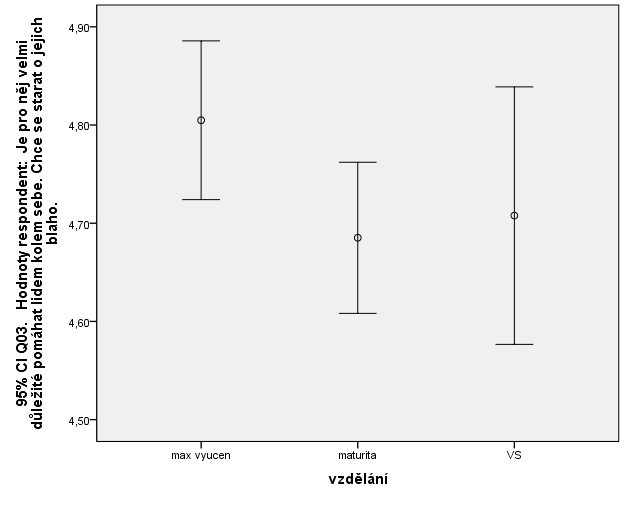 95% CI Q03. Hodnoty respondent: Je pro něj velmi
důležité pomáhat lidem kolem sebe. Chce se starat o jejich
blaho.
4,90
4,80
4,70
4,60
4,50
max vyucen
maturita
VS
vzdělání